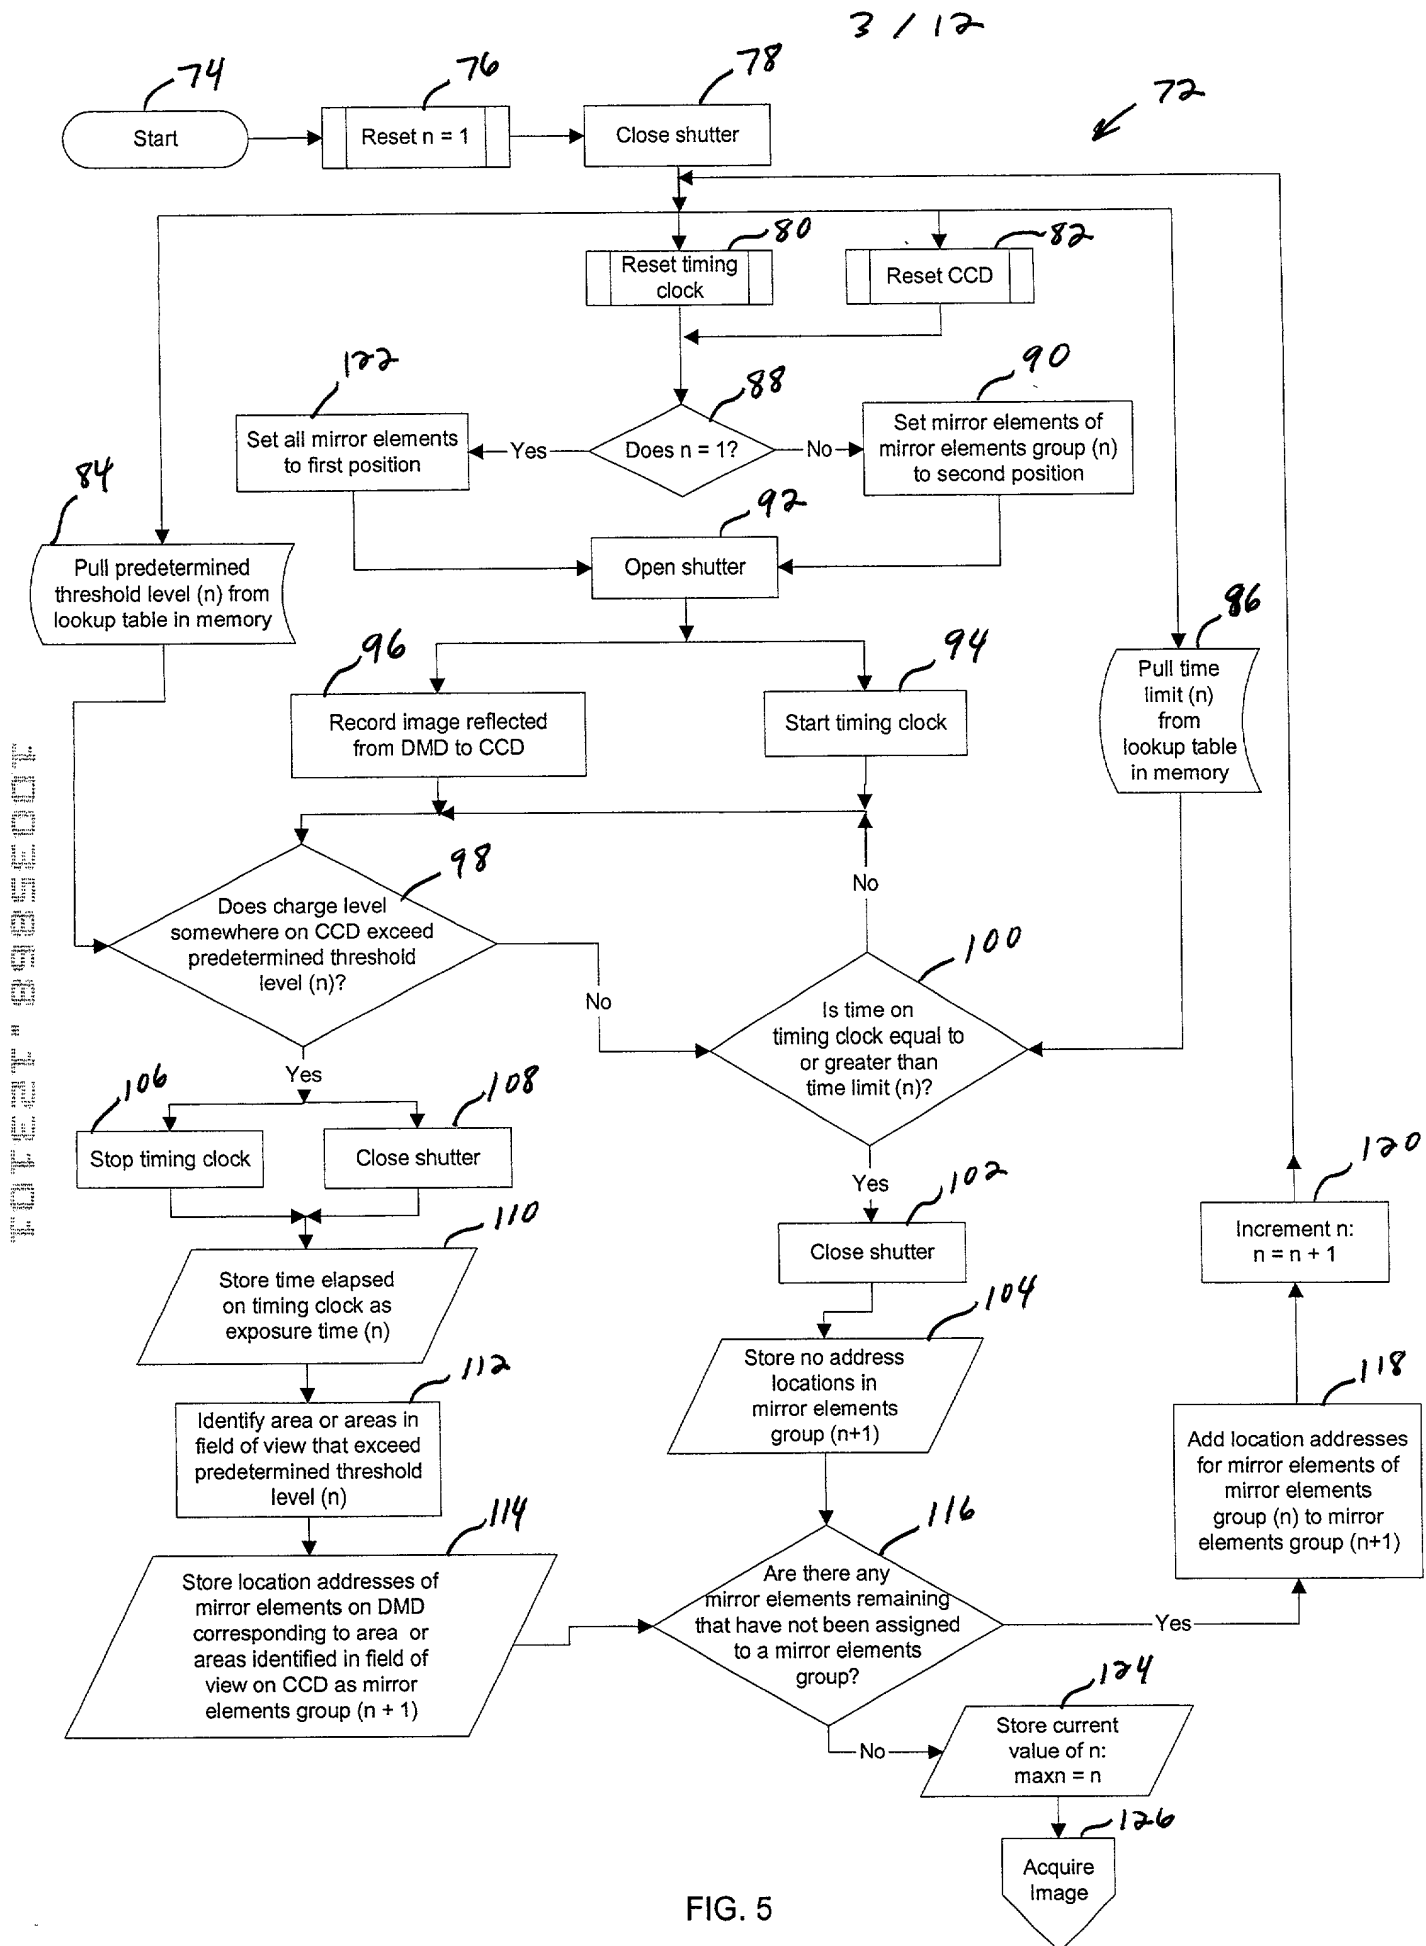 3 / 12
74
76
78
72
Start
Reset n = 1
Close shutter
80
82
Reset timing
clock
Reset CCD
122
88
90
Set all mirror elements
to first position
Yes
Does n = 1?
No
Set mirror elements of
mirror elements group (n)
to second position
84
92
Pull predetermined
threshold level (n) from
lookup table in memory
Open shutter
86
96
94
Pull time
limit (n)
from
lookup table
in memory
Record image reflected
from DMD to CCD
Start timing clock
98
No
Does charge level
somewhere on CCD exceed
predetermined threshold
level (n)?
100
No
Is time on
timing clock equal to
or greater than
time limit (n)?
Yes
106
108
Stop timing clock
Close shutter
120
Yes
102
110
Close shutter
Increment n:
n = n + 1
Store time elapsed
on timing clock as
exposure time (n)
104
Store no address
locations in
mirror elements
group (n+1)
112
118
Identify area or areas in
field of view that exceed
predetermined threshold
level (n)
Add location addresses
for mirror elements of
mirror elements
group (n) to mirror
elements group (n+1)
114
116
Store location addresses of
mirror elements on DMD
corresponding to area or
areas identified in field of
view on CCD as mirror
elements group (n + 1)
Are there any
mirror elements remaining
that have not been assigned
to a mirror elements
group?
Yes
124
No
Store current
value of n:
maxn = n
126
Acquire
Image
FIG. 5